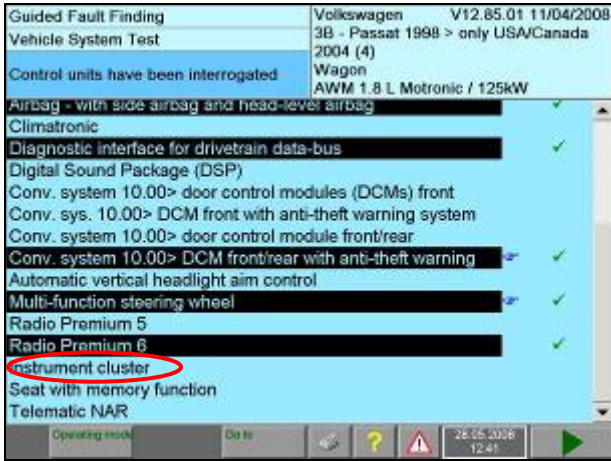 Guided Fault Finding
Vehicle System Test
Control units have been interrogated
Volkswagen V12.85.01 11/04/2008
3B - Passat 1998 > only USA/Canada
2004 (4)
Wagon
AWM 1.8 L Motronic / 125kW
Airbag - with side airbag and head-level airbag
Climatronic
Diagnostic interface for drivetrain data-bus
Digital Sound Package (DSP)
Conv. system 10.00> door control modules (DCMs) front
Conv. sys. 10.00> DCM front with anti-theft warning system
Conv. system 10.00> door control module front/rear
Conv. system 10.00> DCM front/rear with anti-theft warning
Automatic vertical headlight aim control
Multi-function steering wheel
Radio Premium 5
Radio Premium 6
Instrument cluster
Seat with memory function
Telematic NAR
Operating mode
Go to
?
26.05.2008
12:41